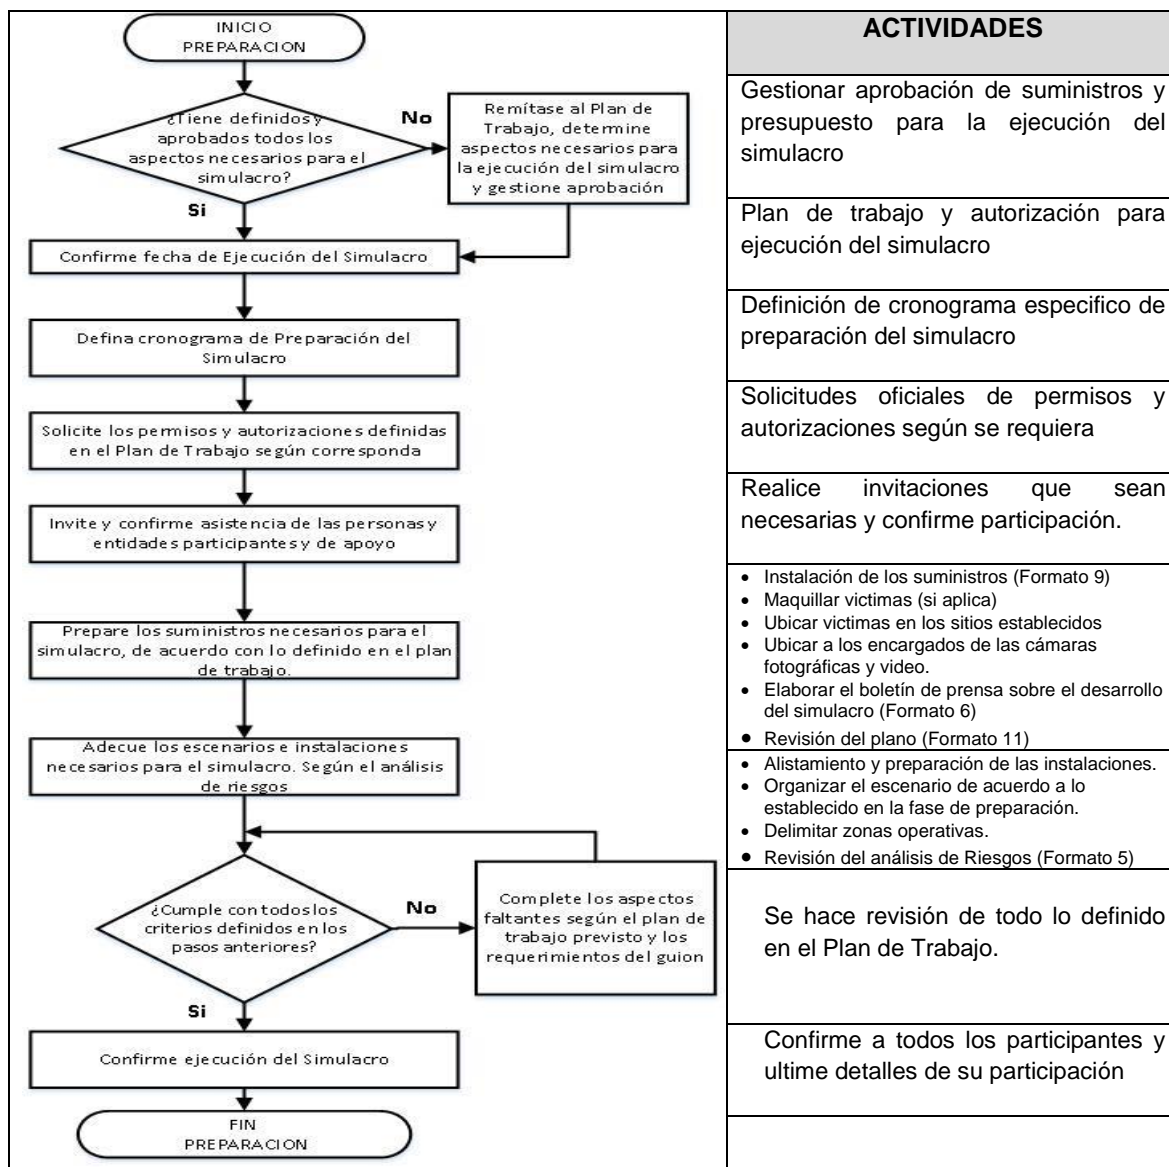 INICIO
PREPARACION
¿Tiene definidos y
aprobados todos los
aspectos necesarios para el
simulacro?
No
Remítase al Plan de
Trabajo, determine
aspectos necesarios para
la ejecución del simulacro
y gestione aprobación
Si
Confirme fecha de Ejecución del Simulacro
Defina cronograma de Preparación del
Simulacro
Solicite los permisos y autorizaciones definidas
en el Plan de Trabajo según corresponda
Invite y confirme asistencia de las personas y
entidades participantes y de apoyo
Prepare los suministros necesarios para el
simulacro, de acuerdo con lo definido en el plan
de trabajo.
Adecue los escenarios e instalaciones
necesarios para el simulacro. Según el análisis
de riesgos
¿Cumple con todos los
criterios definidos en los
pasos anteriores?
No
Complete los aspectos
faltantes según el plan de
trabajo previsto y los
requerimientos del guion
Si
Confirme ejecución del Simulacro
FIN
PREPARACION
ACTIVIDADES
Gestionar aprobación de suministros y
presupuesto para la ejecución del
simulacro
Plan de trabajo y autorización para
ejecución del simulacro
Definición de cronograma especifico de
preparación del simulacro
Solicitudes oficiales de permisos y
autorizaciones según se requiera
Realice invitaciones que sean
necesarias y confirme participación.
• Instalación de los suministros (Formato 9)
• Maquillar victimas (si aplica)
• Ubicar victimas en los sitios establecidos
• Ubicar a los encargados de las cámaras
fotográficas y video.
• Elaborar el boletín de prensa sobre el desarrollo
del simulacro (Formato 6)
• Revisión del plano (Formato 11)
• Alistamiento y preparación de las instalaciones.
• Organizar el escenario de acuerdo a lo
establecido en la fase de preparación.
• Delimitar zonas operativas.
• Revisión del análisis de Riesgos (Formato 5)
Se hace revisión de todo lo definido
en el Plan de Trabajo.
Confirme a todos los participantes y
ultime detalles de su participación